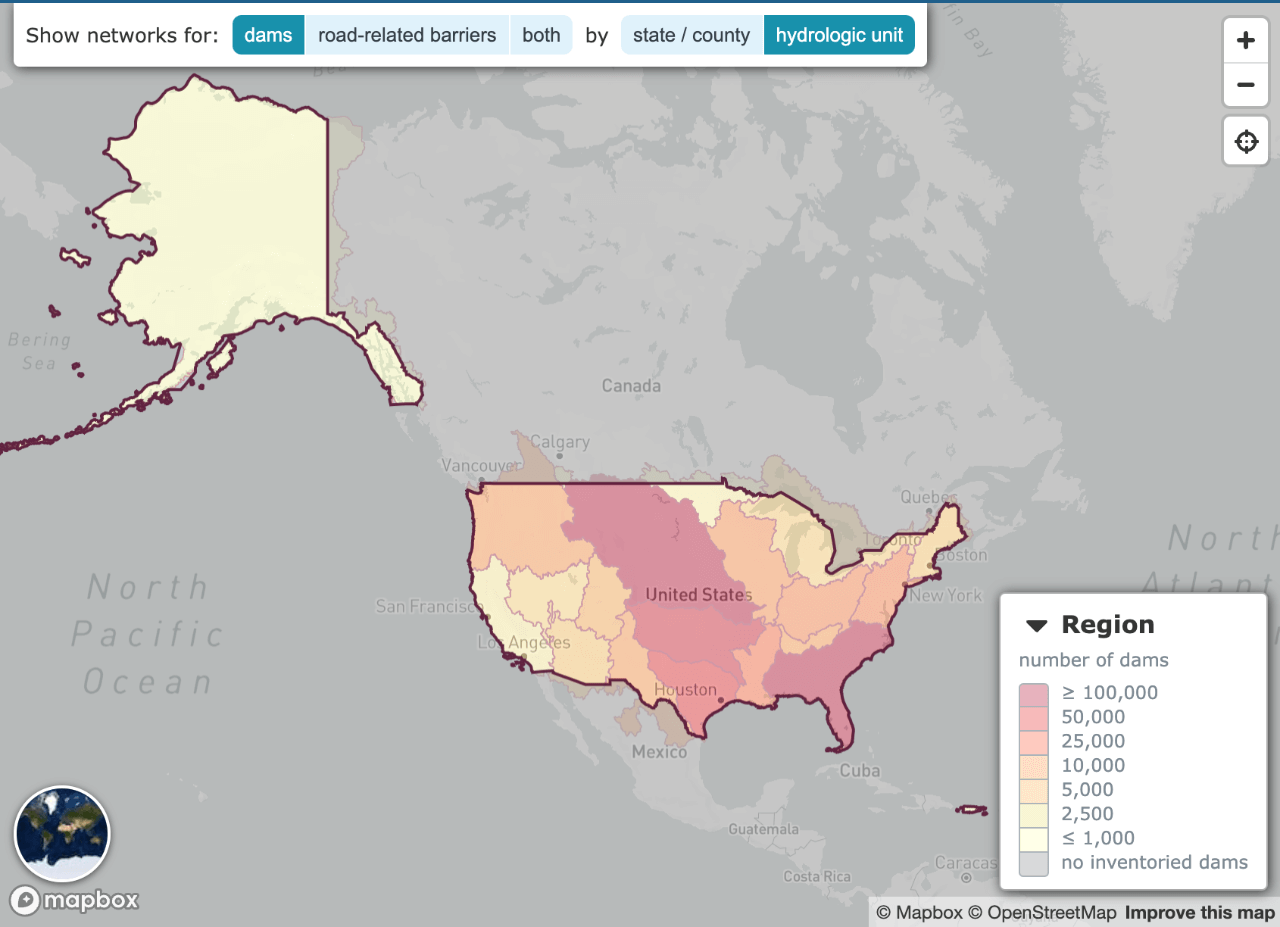 Show networks for: dams road-related barriers both by state / county hydrologic unit
Bering
Sea
Canada
Calgary
Vancouver
Quebec
Toronto
Boston
North
Atlant
New York
United States
San Francisc
Los Angeles
North
Pacific
Ocean
Houston
Mexico
Cuba
Guatemala
Costa Rica
Caracas
Region
number of dams
≥ 100,000
50,000
25,000
10,000
5,000
2,500
≤ 1,000
no inventoried dams
mapbox
© Mapbox © OpenStreetMap Improve this map